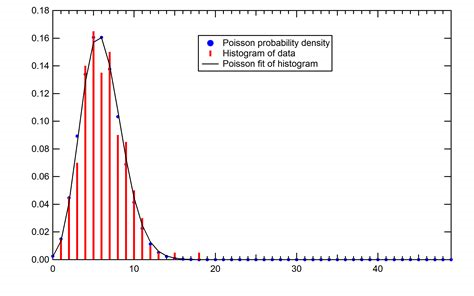 0.18
0.16
0.14
0.12
0.10
0.08
0.06
0.04
0.02
0.00
0 10 20 30 40
Poisson probability density
Histogram of data
Poisson fit of histogram